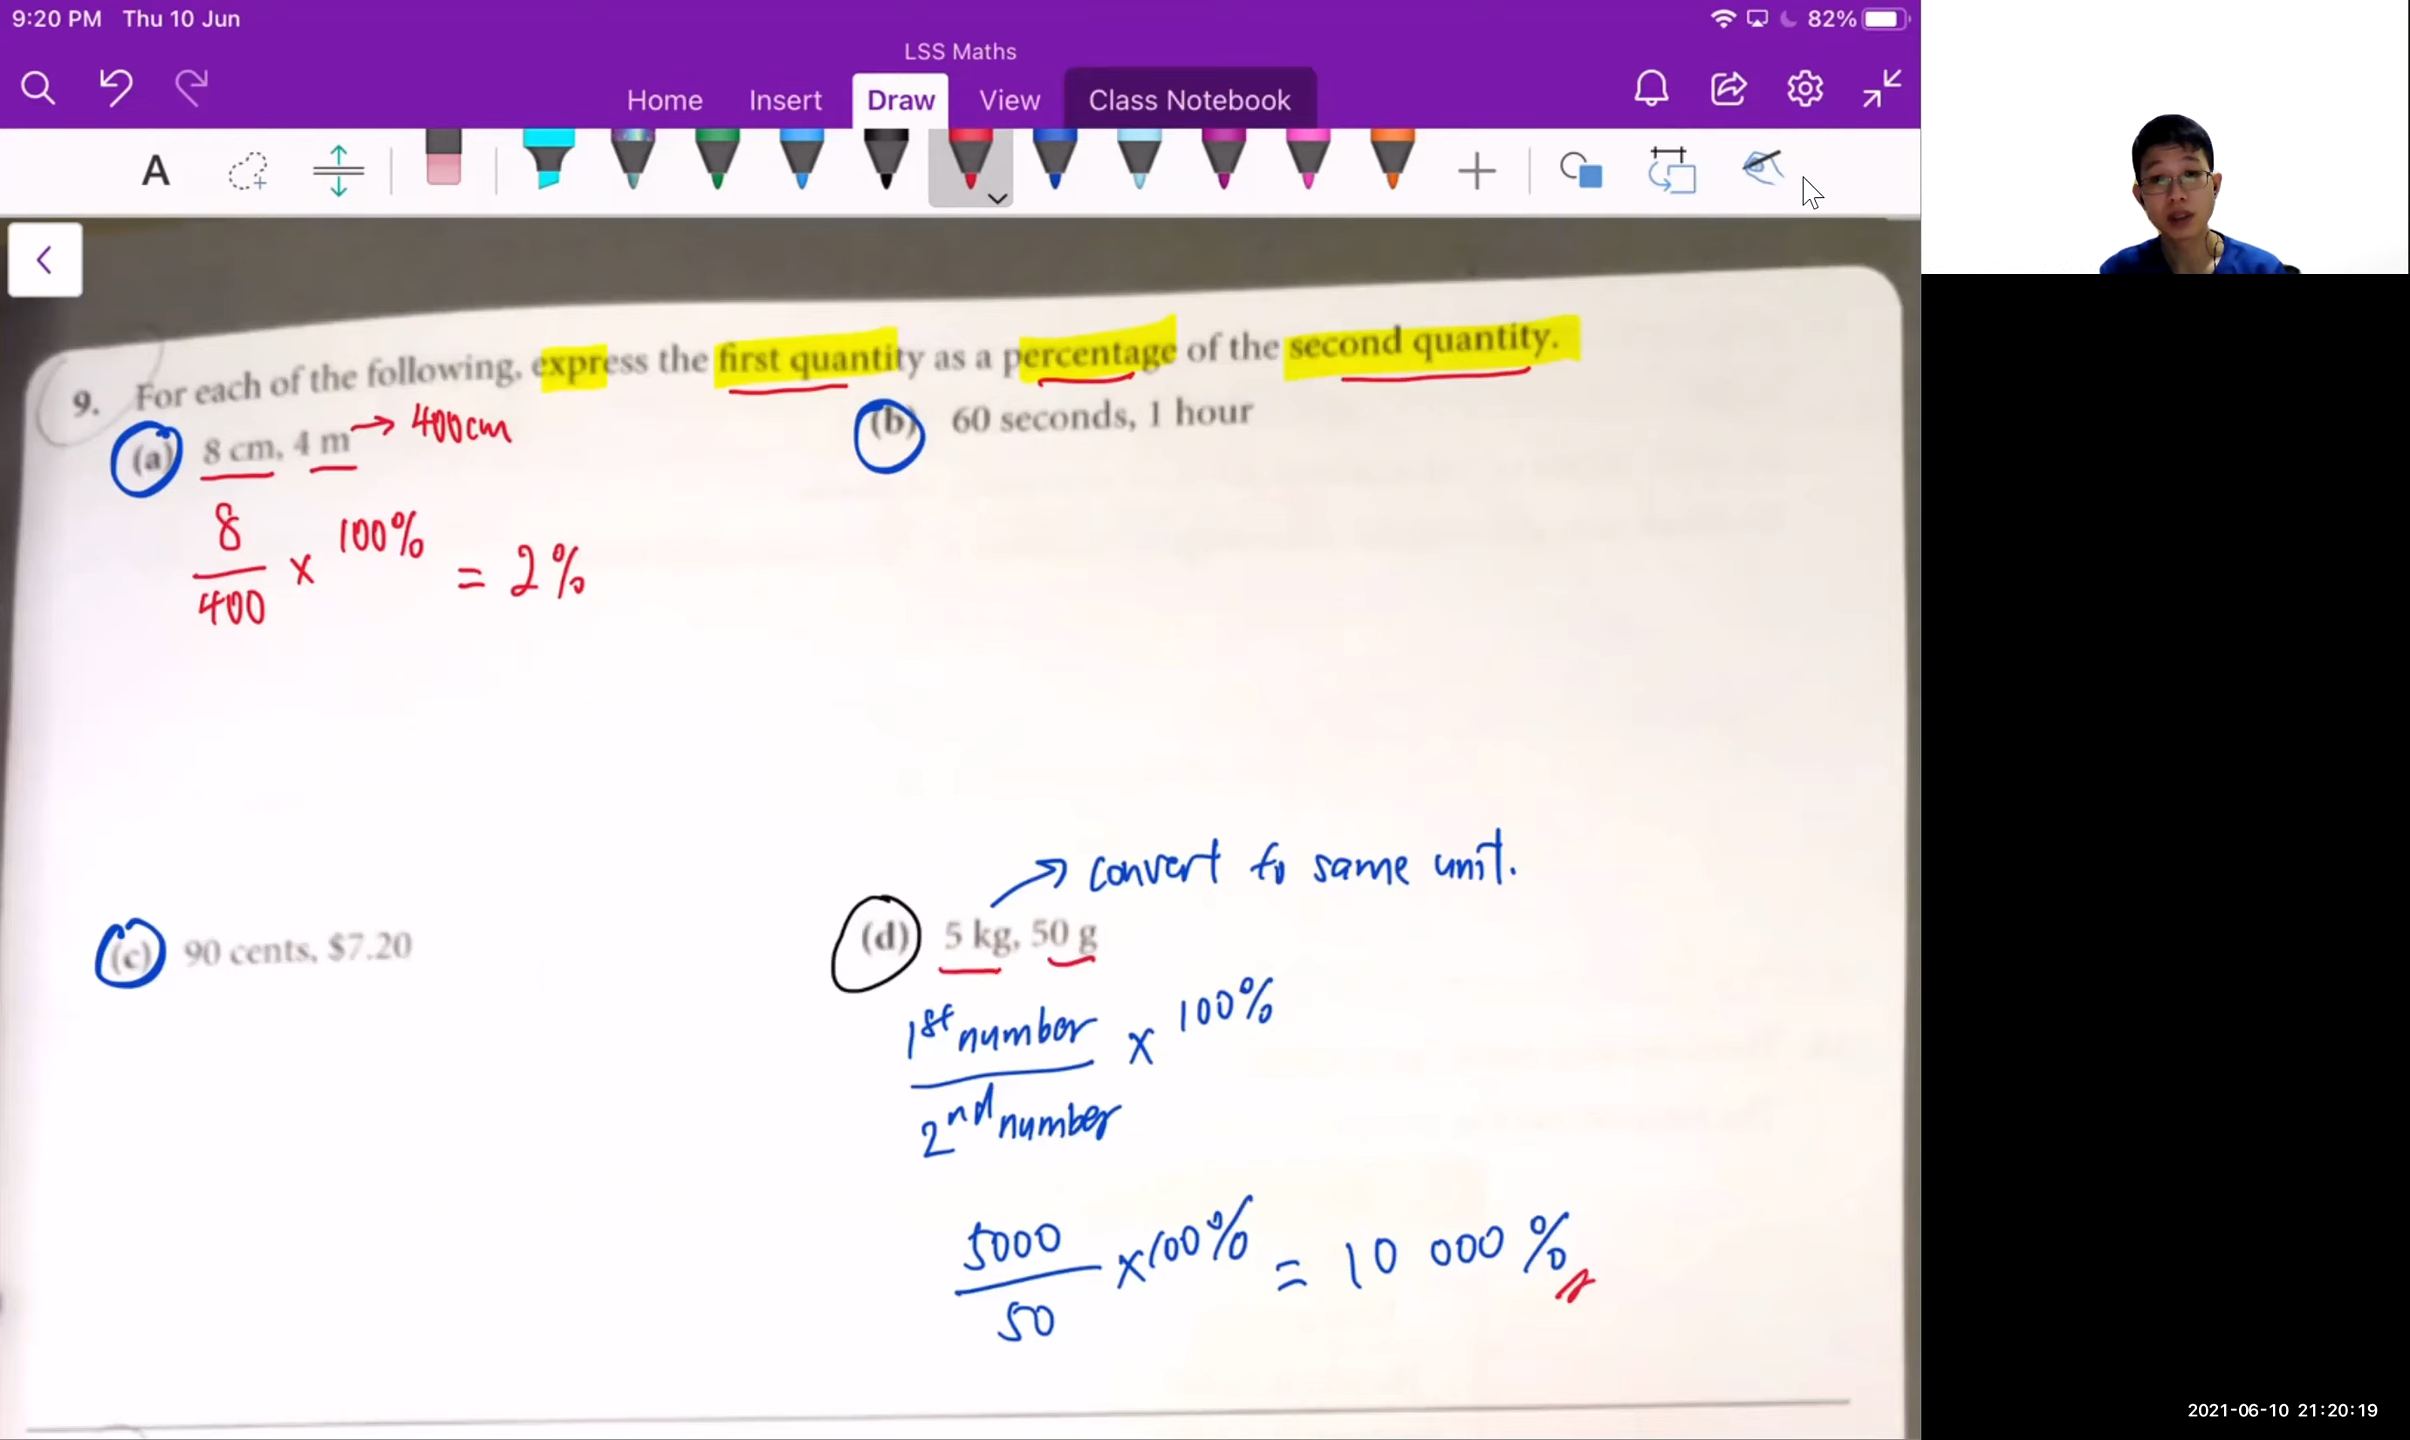 9:20 PM Thu 10 Jun
82%
LSS Maths
Home Insert Draw View Class Notebook
A
9. For each of the following, express the first quantity as a percentage of the second quantity.
(a) 8 cm, 4 m → 400cm
8
400
× 100% = 2%
(b) 60 seconds, 1 hour
(c) 90 cents, $7.20
→ convert to same unit.
(d) 5 kg, 50 g
1st number
2nd number
× 100%
5000
50
×100% = 10 000 %
2021-06-10 21:20:19